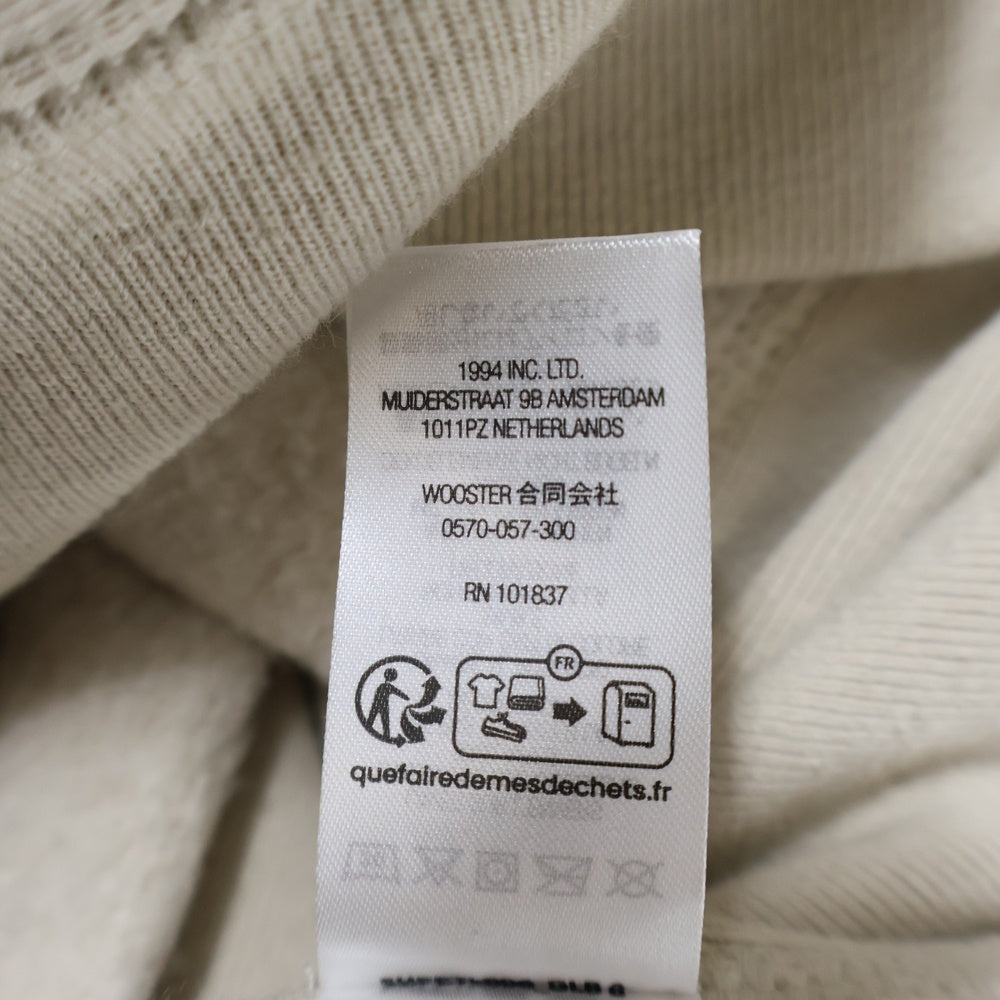 1994 INC. LTD.
MUIDERSTRAAT 9B AMSTERDAM
1011PZ NETHERLANDS
WOOSTER 合同会社
0570-057-300
RN 101837
FR
quefairedemesdechets.fr